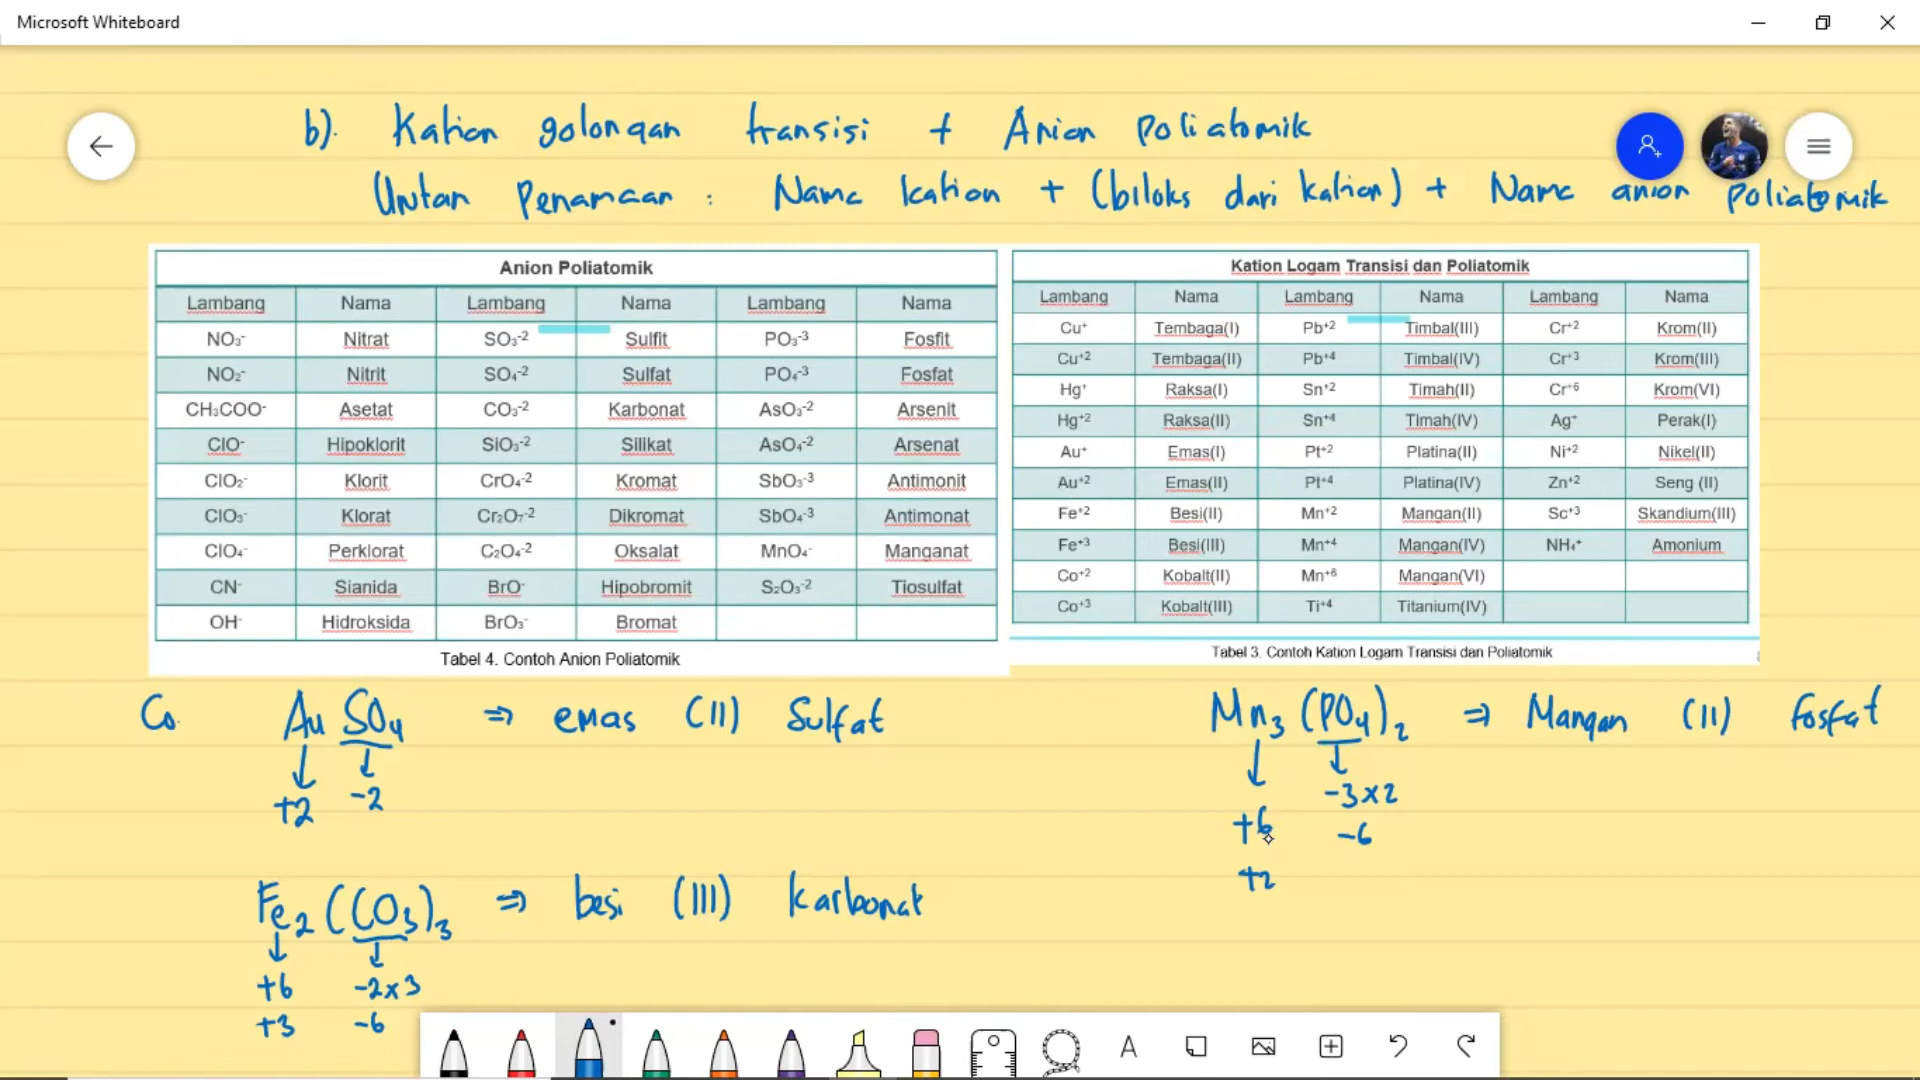 Microsoft Whiteboard
b). Kation golongan transisi + Anion poliatomik
Untan Penamaan : Nama kation + (biloks dari kation) + Nama anion poliatomik
Anion Poliatomik
Lambang Nama Lambang Nama Lambang Nama
NO₃⁻ Nitrat SO₃⁻² Sulfit PO₃⁻³ Fosfit
NO₂⁻ Nitrit SO₄⁻² Sulfat PO₄⁻³ Fosfat
CH₃COO⁻ Asetat CO₃⁻² Karbonat AsO₃⁻² Arsenit
ClO⁻ Hipoklorit SiO₃⁻² Silikat AsO₄⁻² Arsenat
ClO₂⁻ Klorit CrO₄⁻² Kromat SbO₃⁻³ Antimonit
ClO₃⁻ Klorat Cr₂O₇⁻² Dikromat SbO₄⁻³ Antimonat
ClO₄⁻ Perklorat C₂O₄⁻² Oksalat MnO₄⁻ Manganat
CN⁻ Sianida BrO⁻ Hipobromit S₂O₃⁻² Tiosulfat
OH⁻ Hidroksida BrO₃⁻ Bromat
Tabel 4. Contoh Anion Poliatomik
Kation Logam Transisi dan Poliatomik
Lambang Nama Lambang Nama Lambang Nama
Cu⁺ Tembaga(I) Pb⁺² Timbal(III) Cr⁺² Krom(II)
Cu⁺² Tembaga(II) Pb⁺⁴ Timbal(IV) Cr⁺³ Krom(III)
Hg⁺ Raksa(I) Sn⁺² Timah(II) Cr⁺⁶ Krom(VI)
Hg⁺² Raksa(II) Sn⁺⁴ Timah(IV) Ag⁺ Perak(I)
Au⁺ Emas(I) Pt⁺² Platina(II) Ni⁺² Nikel(II)
Au⁺² Emas(II) Pt⁺⁴ Platina(IV) Zn⁺² Seng (II)
Fe⁺² Besi(II) Mn⁺² Mangan(II) Sc⁺³ Skandium(III)
Fe⁺³ Besi(III) Mn⁺⁴ Mangan(IV) NH₄⁺ Amonium
Co⁺² Kobalt(II) Mn⁺⁶ Mangan(VI)
Co⁺³ Kobalt(III) Ti⁺⁴ Titanium(IV)
Tabel 3. Contoh Kation Logam Transisi dan Poliatomik
Co. Au SO₄ ⇒ emas (II) Sulfat
+2 -2
Fe₂(CO₃)₃ ⇒ besi (III) karbonat
+6 -2x3
+3 -6
Mn₃(PO₄)₂ ⇒ Mangan (II) fosfat
-3x2
+6 -6
+2